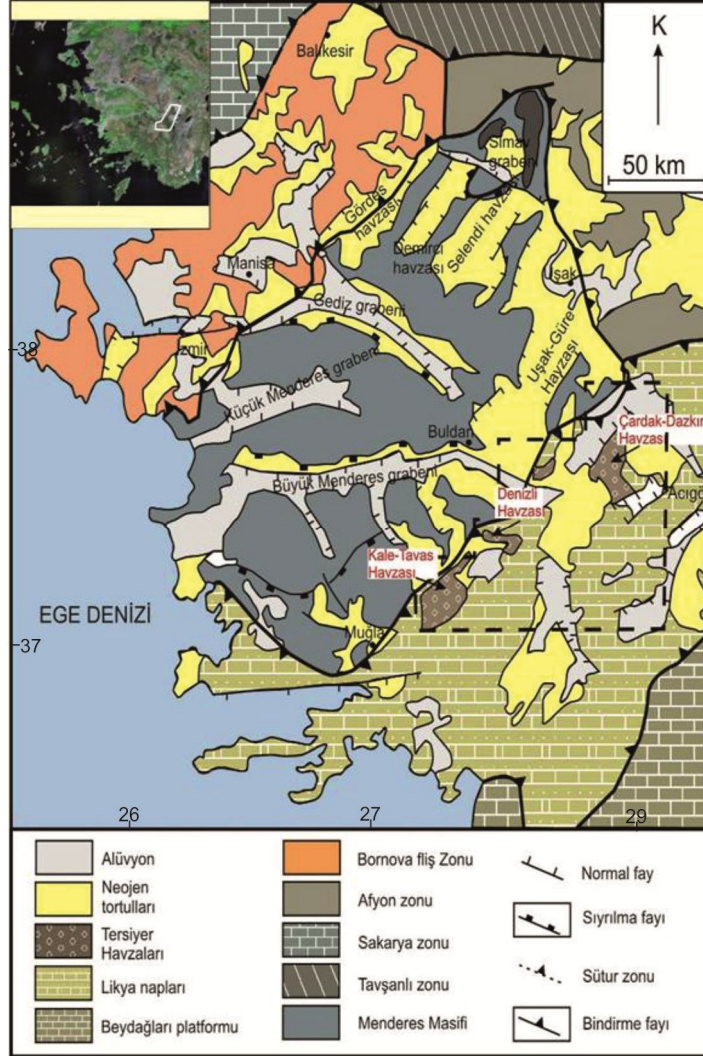 K
50 km
Balıkesir
Simav
grabeni
Gördes
havzası
Demirci
havzası
Selendi havzası
Manisa
Uşak
Gediz grabeni
Uşak-Güre
Havzası
38
İzmir
Küçük Menderes grabeni
Çardak-Dazkırı
Havzası
Buldan
Büyük Menderes grabeni
Denizli
Havzası
Acıgö
Kale-Tavas
Havzası
EGE DENİZİ
37
Muğla
26
27
29
Alüvyon
Neojen
tortulları
Tersiyer
Havzaları
Likya napları
Beydağları platformu
Bornova fliş Zonu
Afyon zonu
Sakarya zonu
Tavşanlı zonu
Menderes Masifi
Normal fay
Sıyrılma fayı
Sütur zonu
Bindirme fayı